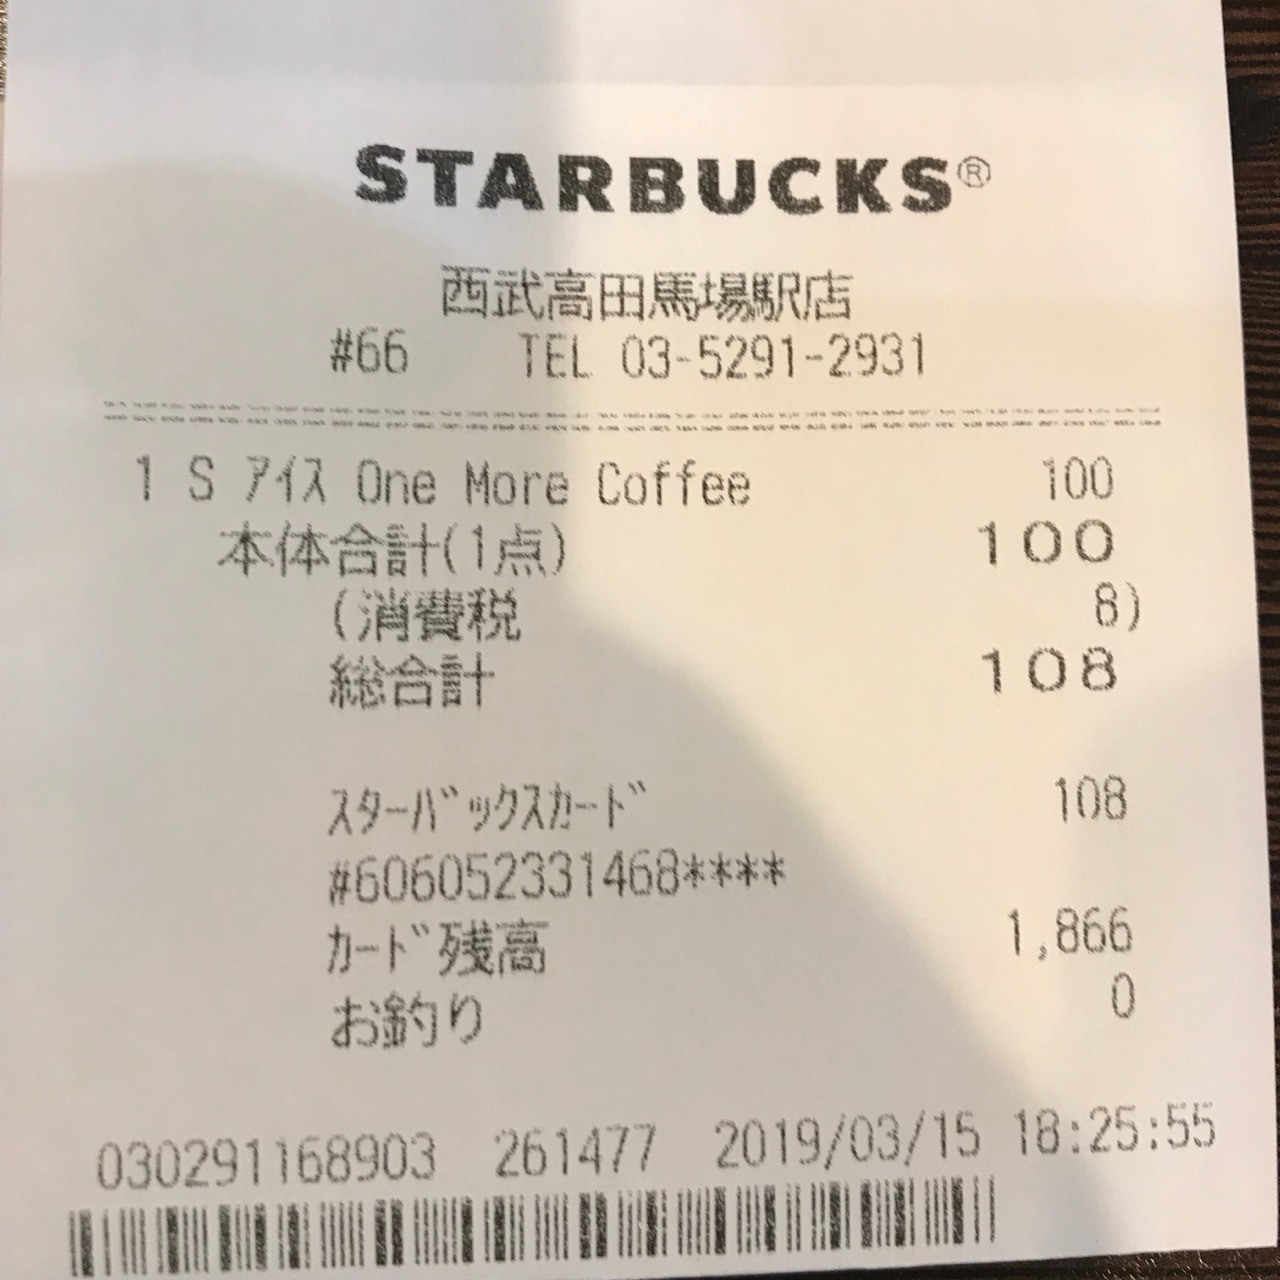 STARBUCKS®
西武高田馬場駅店
#66 TEL 03-5291-2931
1 S ｱｲｽ One More Coffee 100
本体合計(1点) 100
(消費税 8)
総合計 108
ｽﾀｰﾊﾞｯｸｽｶｰﾄﾞ 108
#606052331468****
ｶｰﾄﾞ残高 1,866
お釣り 0
030291168903 261477 2019/03/15 18:25:55